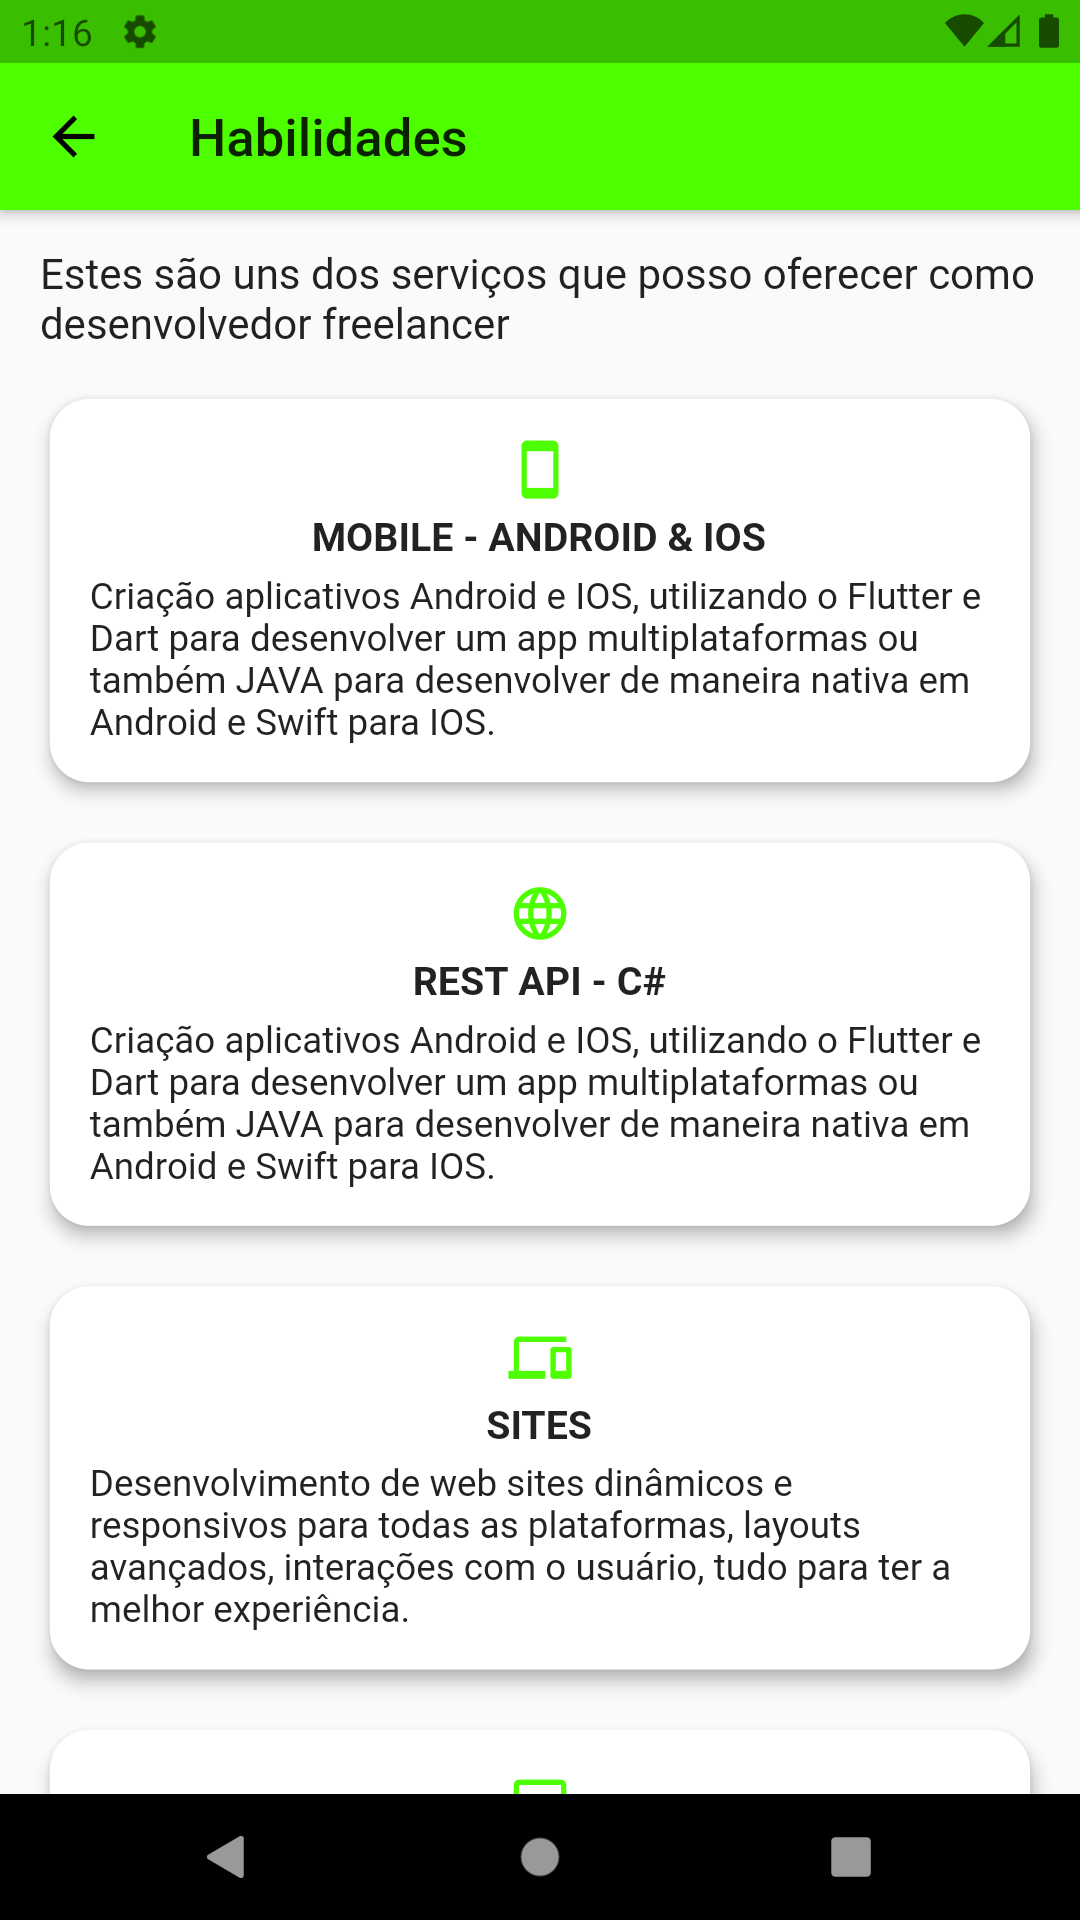 1:16
Habilidades
Estes são uns dos serviços que posso oferecer como
desenvolvedor freelancer
MOBILE - ANDROID & IOS
Criação aplicativos Android e IOS, utilizando o Flutter e
Dart para desenvolver um app multiplataformas ou
também JAVA para desenvolver de maneira nativa em
Android e Swift para IOS.
REST API - C#
Criação aplicativos Android e IOS, utilizando o Flutter e
Dart para desenvolver um app multiplataformas ou
também JAVA para desenvolver de maneira nativa em
Android e Swift para IOS.
SITES
Desenvolvimento de web sites dinâmicos e
responsivos para todas as plataformas, layouts
avançados, interações com o usuário, tudo para ter a
melhor experiência.